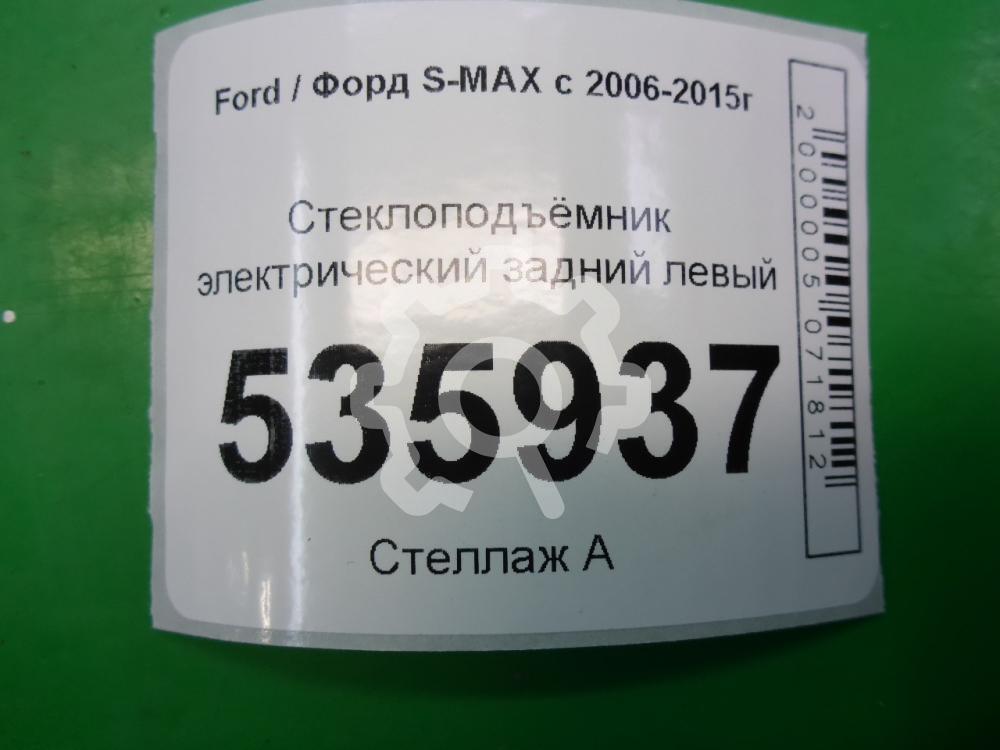 Ford / Форд S-MAX с 2006-2015г
Стеклоподъёмник
электрический задний левый
535937
Стеллаж А
2000005071812